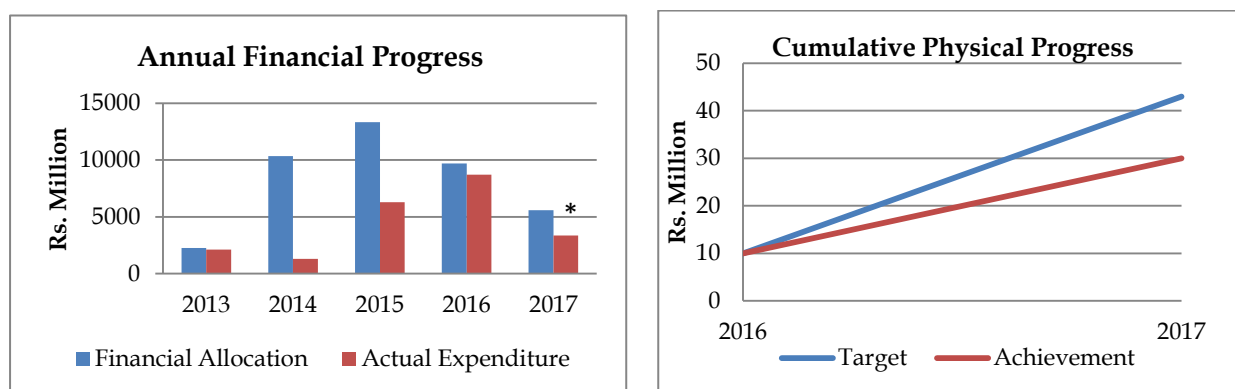 Annual Financial Progress
Rs. Million
15000
10000
5000
0
*
2013 2014 2015 2016 2017
Financial Allocation Actual Expenditure
Cumulative Physical Progress
Rs. Million
50
40
30
20
10
0
2016 2017
Target Achievement